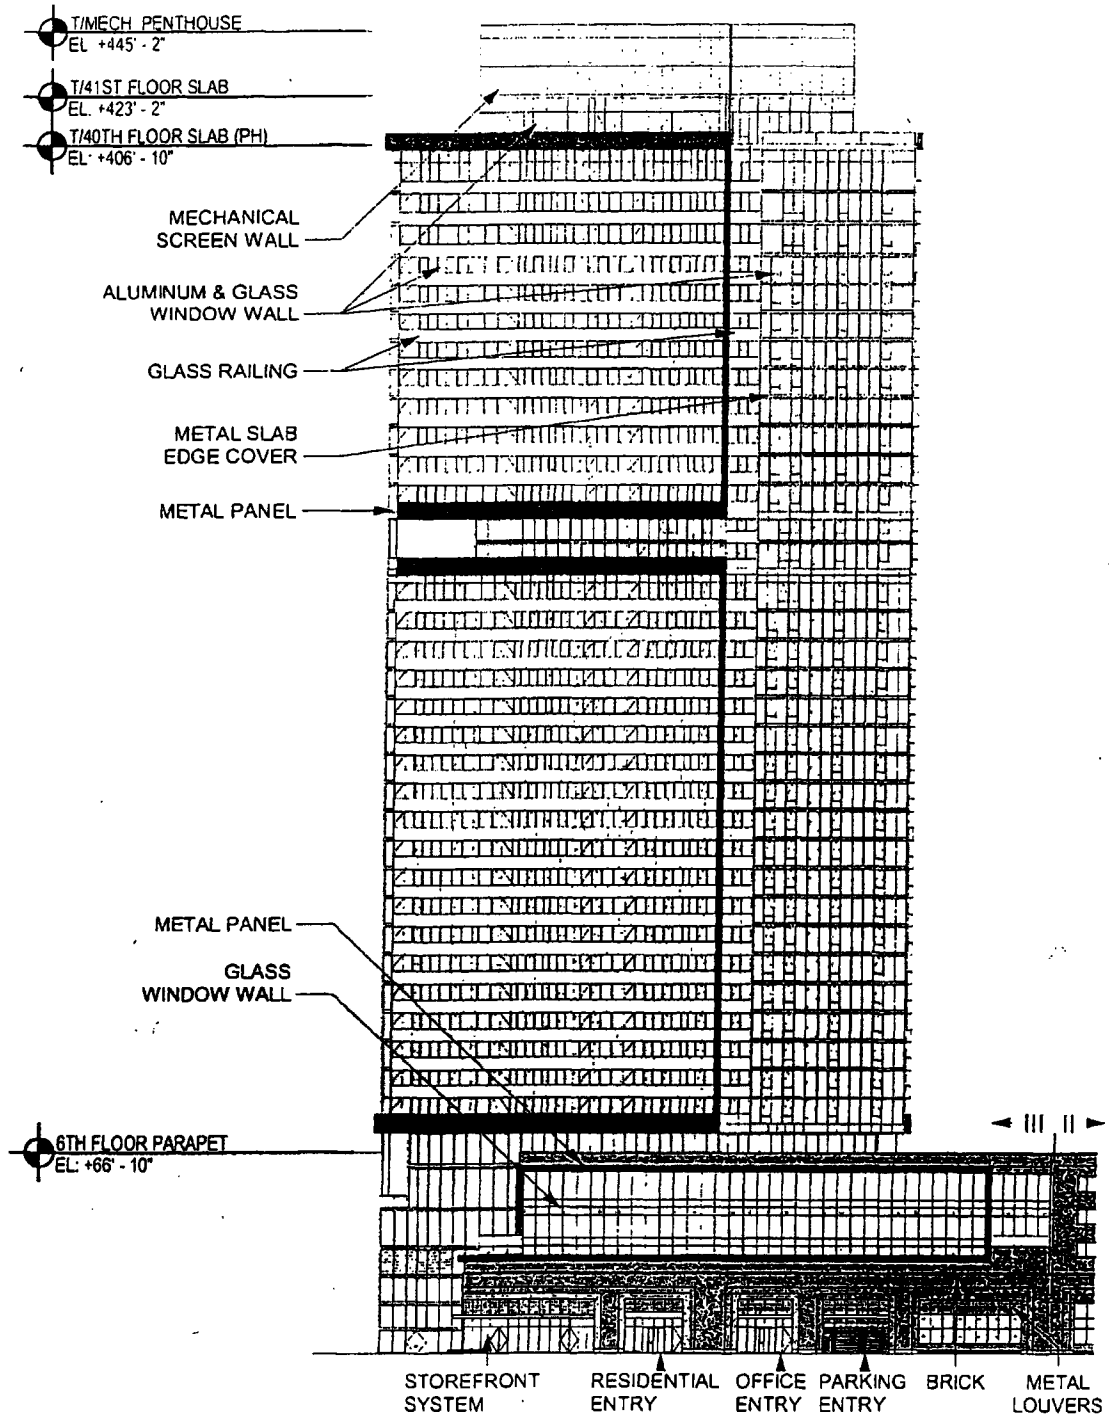 T/MECH PENTHOUSE
EL +445' - 2"
T/41ST FLOOR SLAB
EL. +423' - 2"
T/40TH FLOOR SLAB (PH)
EL: +406' - 10"
MECHANICAL
SCREEN WALL
ALUMINUM & GLASS
WINDOW WALL
GLASS RAILING
METAL SLAB
EDGE COVER
METAL PANEL
METAL PANEL
GLASS
WINDOW WALL
III II
6TH FLOOR PARAPET
EL: +66' - 10"
STOREFRONT
SYSTEM
RESIDENTIAL
ENTRY
OFFICE
ENTRY
PARKING
ENTRY
BRICK
METAL
LOUVERS